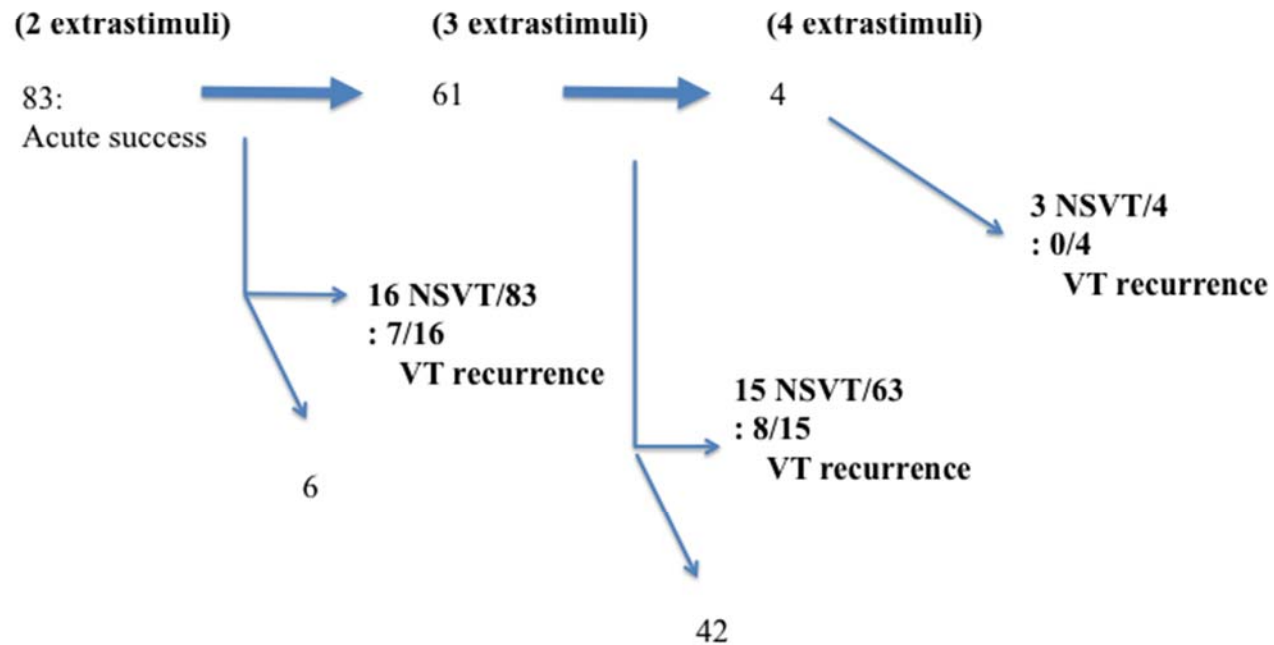 (2 extrastimuli) (3 extrastimuli) (4 extrastimuli)
83: 61 4
Acute success
3 NSVT/4
: 0/4
VT recurrence
16 NSVT/83
: 7/16
VT recurrence
15 NSVT/63
: 8/15
VT recurrence
6
42